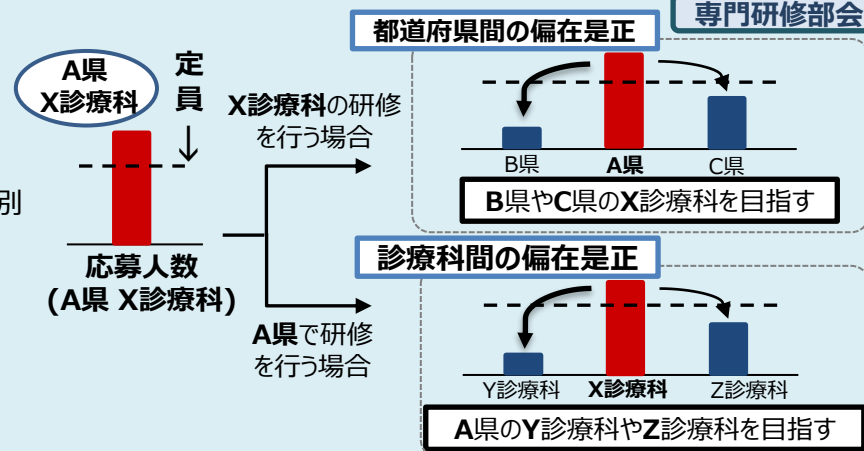 専門研修部会
都道府県間の偏在是正
A県
X診療科
定
員
↓
別
応募人数
(A県 X診療科)
X診療科の研修
を行う場合
B県
A県
C県
B県やC県のX診療科を目指す
診療科間の偏在是正
A県で研修
を行う場合
Y診療科
X診療科
Z診療科
A県のY診療科やZ診療科を目指す